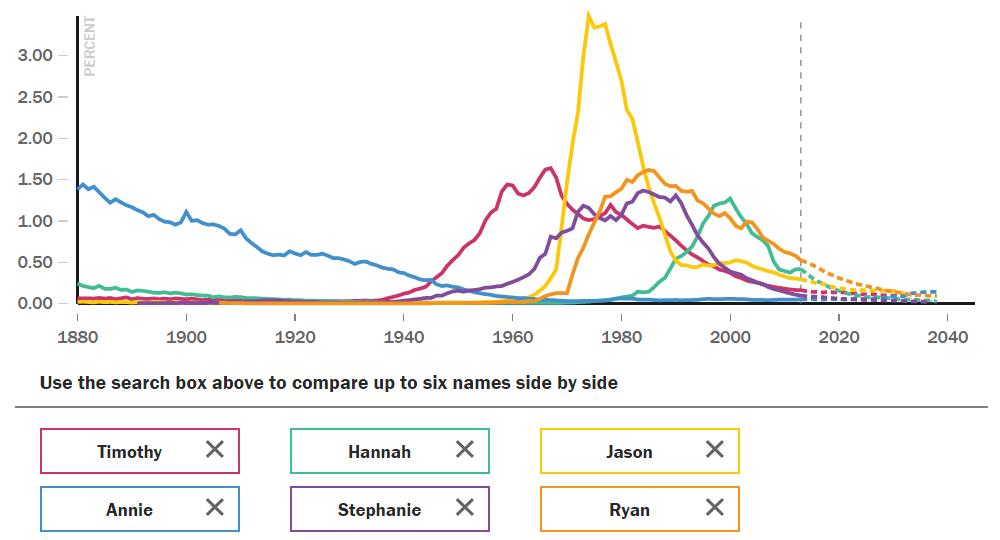 PERCENT
3.00
2.50
2.00
1.50
1.00
0.50
0.00
1880 1900 1920 1940 1960 1980 2000 2020 2040
Use the search box above to compare up to six names side by side
Timothy Hannah Jason
Annie Stephanie Ryan